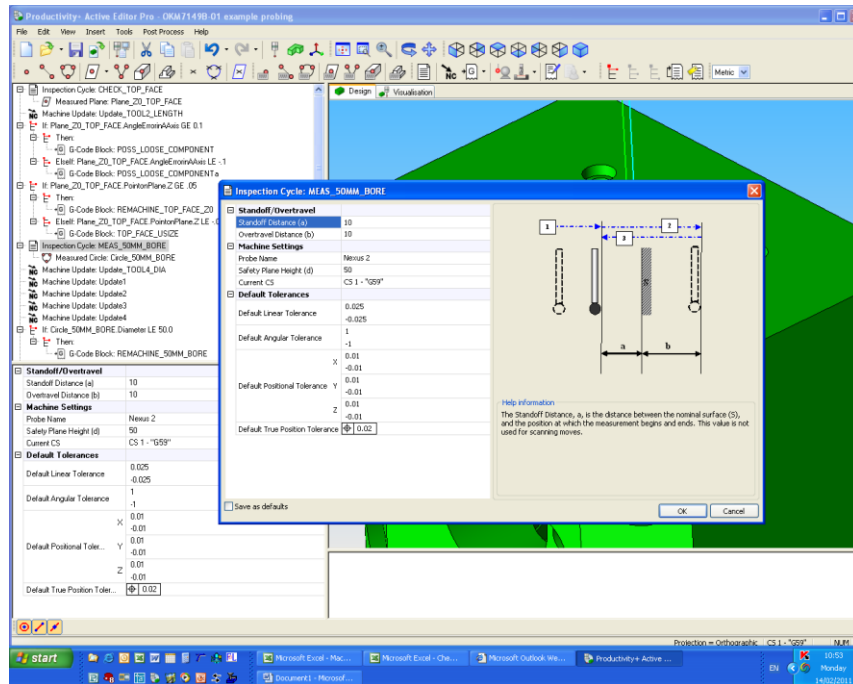 Productivity+ Active Editor Pro - OKM7149B-01 example probing
File Edit View Insert Tools Post Process Help
Metric
Inspection Cycle: CHECK_TOP_FACE
Measured Plane: Plane_Z0_TOP_FACE
Machine Update: Update_TOOL2_LENGTH
If: Plane_Z0_TOP_FACE.AngleErrorinAAxis GE 0.1
Then:
G-Code Block: POSS_LOOSE_COMPONENT
ElseIf: Plane_Z0_TOP_FACE.AngleErrorinAAxis LE -.1
G-Code Block: POSS_LOOSE_COMPONENTa
If: Plane_Z0_TOP_FACE.PointonPlane.Z GE .05
Then:
G-Code Block: REMACHINE_TOP_FACE_Z0
ElseIf: Plane_Z0_TOP_FACE.PointonPlane.Z LE -.0
G-Code Block: TOP_FACE_USIZE
Inspection Cycle: MEAS_50MM_BORE
Measured Circle: Circle_50MM_BORE
Machine Update: Update_TOOL4_DIA
Machine Update: Update1
Machine Update: Update2
Machine Update: Update3
Machine Update: Update4
If: Circle_50MM_BORE.Diameter LE 50.0
Then:
G-Code Block: REMACHINE_50MM_BORE
Standoff/Overtravel
Standoff Distance (a) 10
Overtravel Distance (b) 10
Machine Settings
Probe Name Nexus 2
Safety Plane Height (d) 50
Current CS CS 1 - "G59"
Default Tolerances
Default Linear Tolerance 0.025
-0.025
Default Angular Tolerance 1
-1
X 0.01
-0.01
Default Positional Toler... Y 0.01
-0.01
Z 0.01
-0.01
Default True Position Toler... 0.02
Design Visualisation
Inspection Cycle: MEAS_50MM_BORE
Standoff/Overtravel
Standoff Distance (a) 10
Overtravel Distance (b) 10
Machine Settings
Probe Name Nexus 2
Safety Plane Height (d) 50
Current CS CS 1 - "G59"
Default Tolerances
Default Linear Tolerance 0.025
-0.025
Default Angular Tolerance 1
-1
X 0.01
-0.01
Default Positional Tolerance Y 0.01
-0.01
Z 0.01
-0.01
Default True Position Tolerance 0.02
Save as defaults
1 2
3
S
a b
Help information
The Standoff Distance, a, is the distance between the nominal surface (S),
and the position at which the measurement begins and ends. This value is not
used for scanning moves.
OK Cancel
Projection = Orthographic CS 1 - "G59" NUM
start
Microsoft Excel - Mac... Microsoft Excel - Che... Microsoft Outlook We... Productivity+ Active ...
Document1 - Microsof...
EN
10:53
Monday
14/02/2011